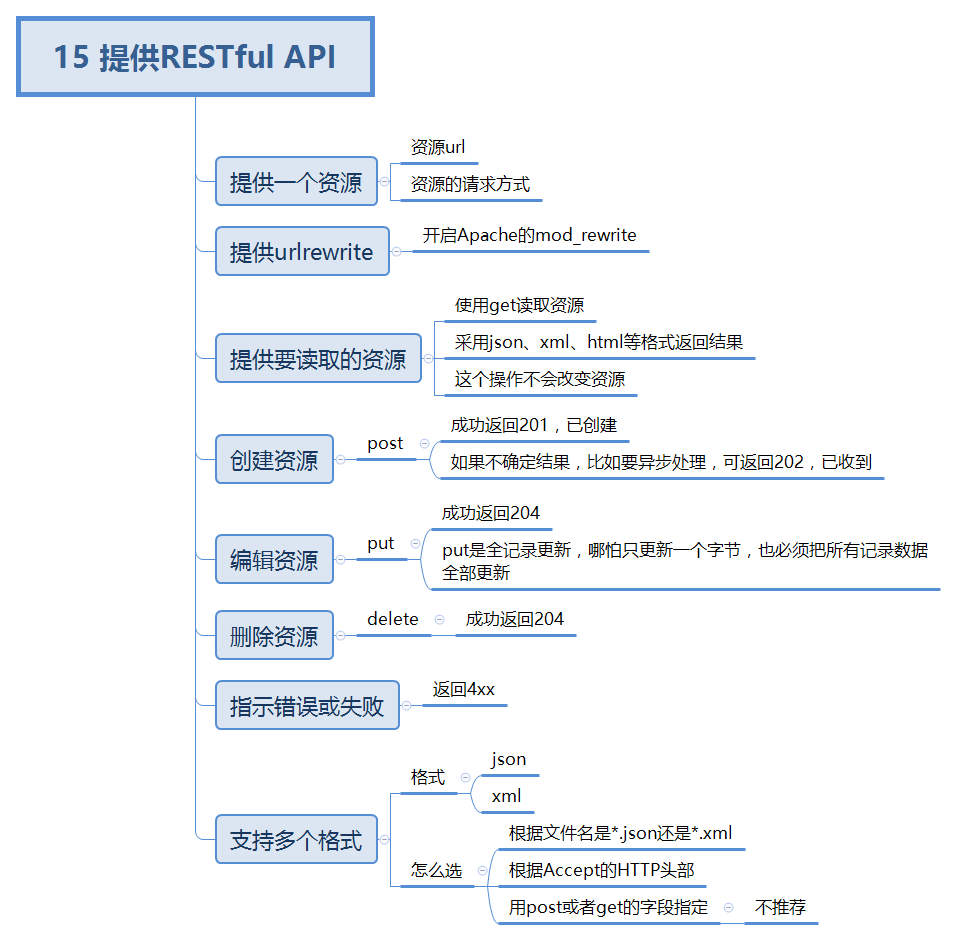 15 提供RESTful API
提供一个资源
资源url
资源的请求方式
提供urlrewrite
开启Apache的mod_rewrite
提供要读取的资源
使用get读取资源
采用json、xml、html等格式返回结果
这个操作不会改变资源
创建资源
post
成功返回201，已创建
如果不确定结果，比如要异步处理，可返回202，已收到
编辑资源
put
成功返回204
put是全记录更新，哪怕只更新一个字节，也必须把所有记录数据
全部更新
删除资源
delete
成功返回204
指示错误或失败
返回4xx
支持多个格式
格式
json
xml
怎么选
根据文件名是*.json还是*.xml
根据Accept的HTTP头部
用post或者get的字段指定
不推荐